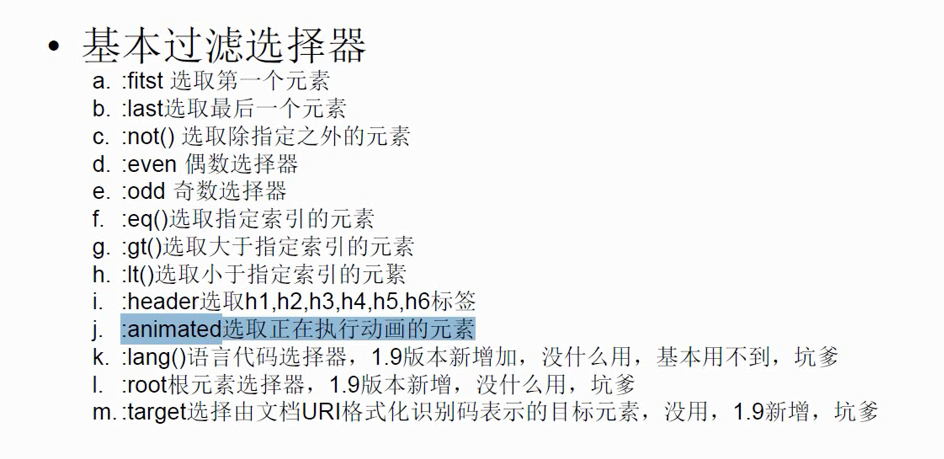 • 基本过滤选择器
a. :fitst 选取第一个元素
b. :last选取最后一个元素
c. :not() 选取除指定之外的元素
d. :even 偶数选择器
e. :odd 奇数选择器
f. :eq()选取指定索引的元素
g. :gt()选取大于指定索引的元素
h. :lt()选取小于指定索引的元素
i. :header选取h1,h2,h3,h4,h5,h6标签
j. :animated选取正在执行动画的元素
k. :lang()语言代码选择器，1.9版本新增加，没什么用，基本用不到，坑爹
l. :root根元素选择器，1.9版本新增，没什么用，坑爹
m. :target选择由文档URI格式化识别码表示的目标元素，没用，1.9新增，坑爹